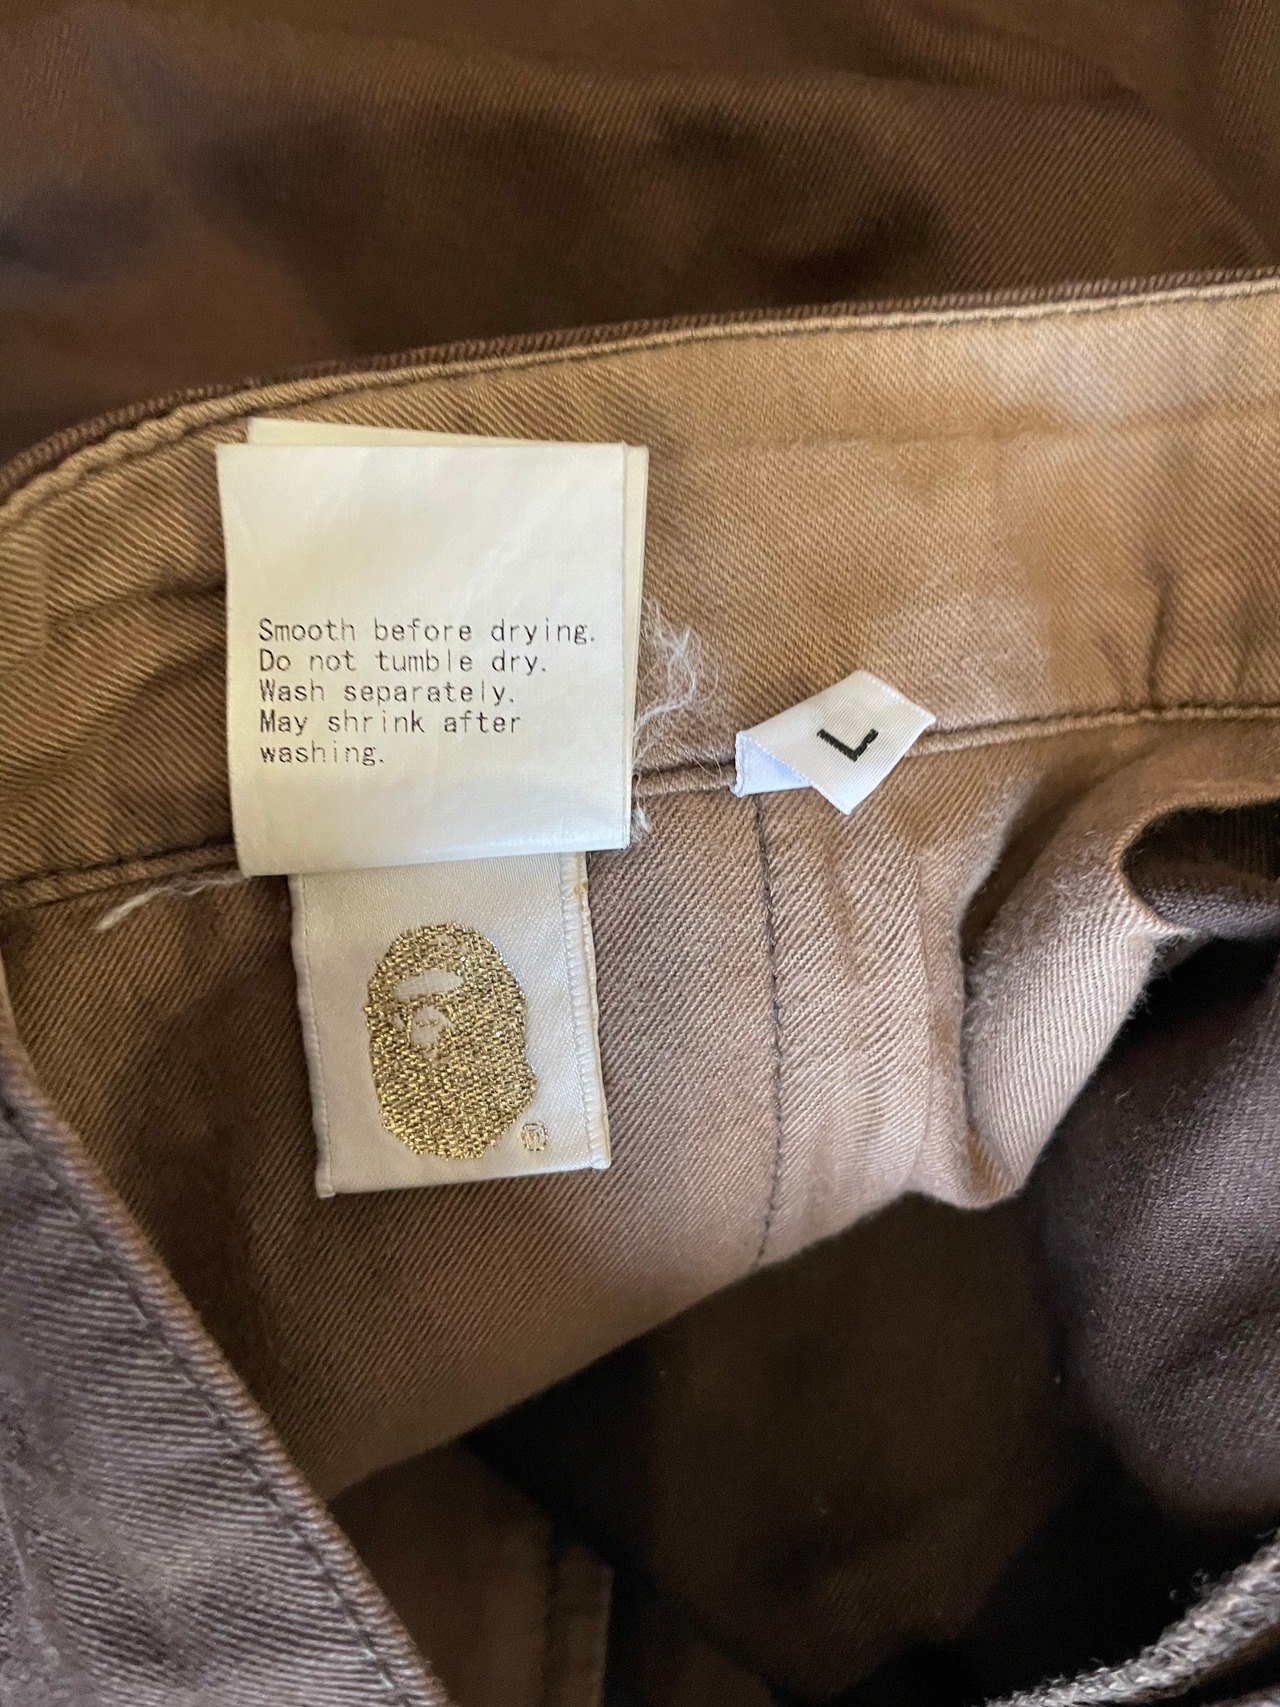 Smooth before drying.
Do not tumble dry.
Wash separately.
May shrink after
washing.
L